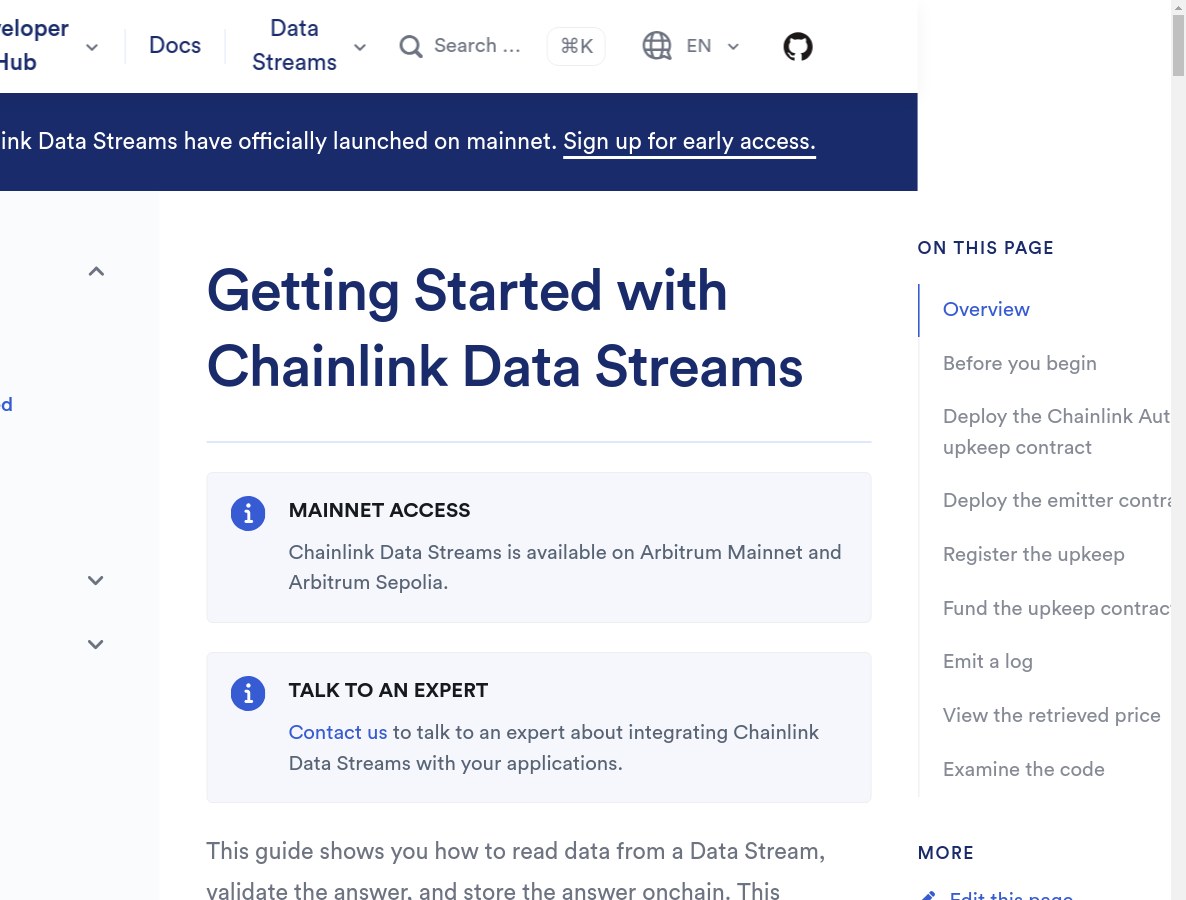 veloper
Hub
Docs
Data
Streams
Search ...
⌘K
EN
ink Data Streams have officially launched on mainnet. Sign up for early access.
ed
Getting Started with
Chainlink Data Streams
MAINNET ACCESS
Chainlink Data Streams is available on Arbitrum Mainnet and
Arbitrum Sepolia.
TALK TO AN EXPERT
Contact us to talk to an expert about integrating Chainlink
Data Streams with your applications.
This guide shows you how to read data from a Data Stream,
validate the answer, and store the answer onchain. This
ON THIS PAGE
Overview
Before you begin
Deploy the Chainlink Aut
upkeep contract
Deploy the emitter contra
Register the upkeep
Fund the upkeep contrac
Emit a log
View the retrieved price
Examine the code
MORE
Edit this page